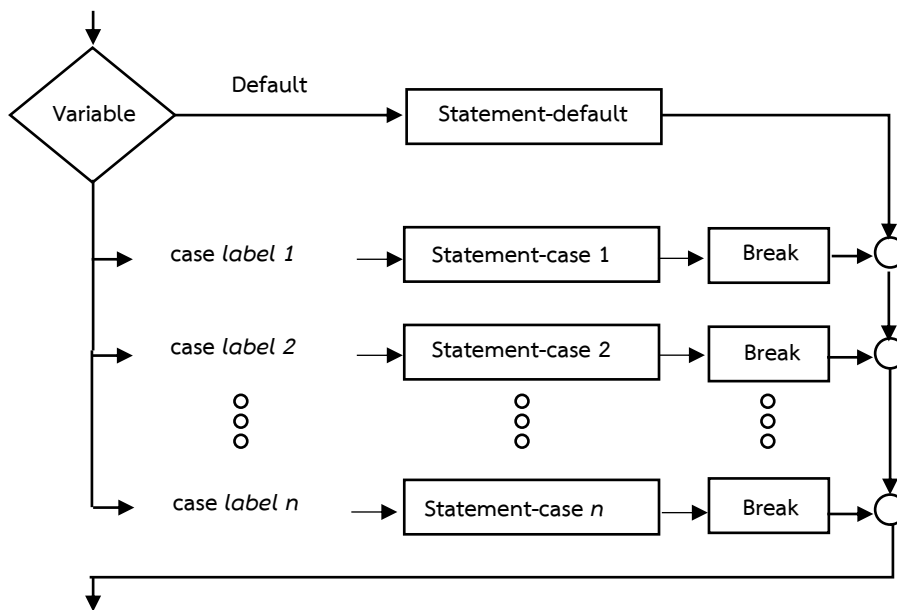 Default
Variable
Statement-default
case label 1
Statement-case 1
Break
case label 2
Statement-case 2
Break
case label n
Statement-case n
Break